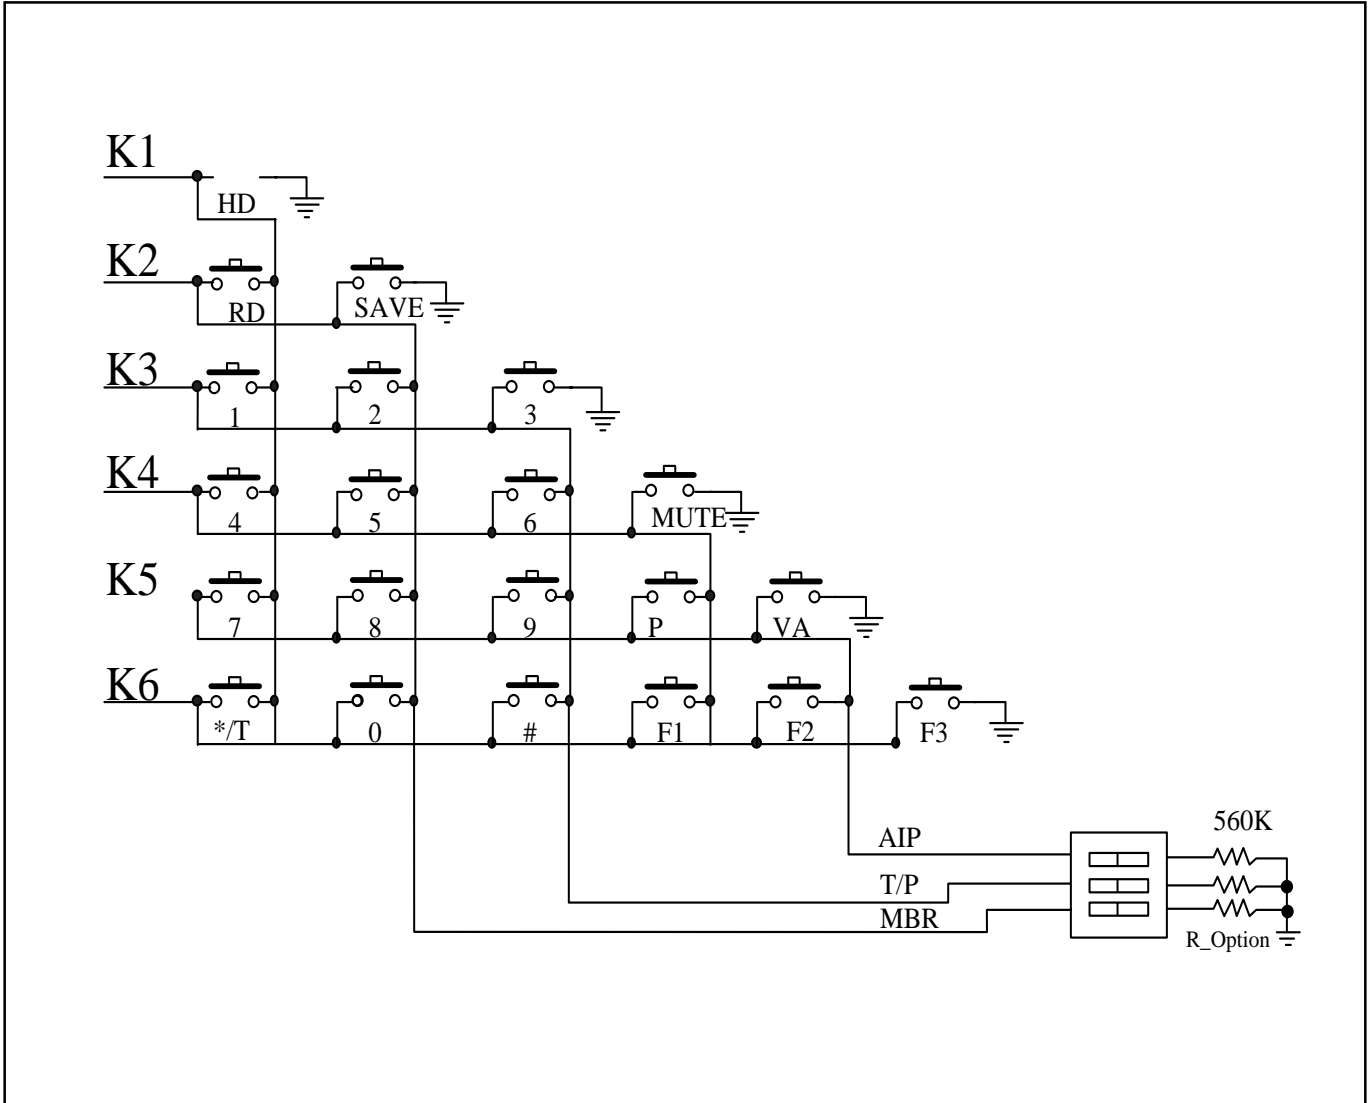 K1
HD
K2
RD SAVE
K3
1 2 3
K4
4 5 6 MUTE
K5
7 8 9 P VA
K6
*/T 0 # F1 F2 F3
560K
AIP
T/P
MBR
R_Option